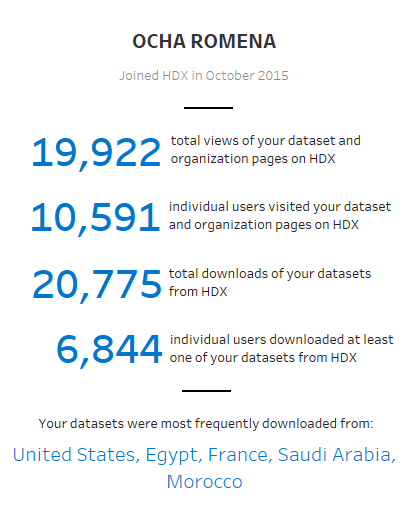 OCHA ROMENA
Joined HDX in October 2015
19,922 total views of your dataset and
organization pages on HDX
10,591 individual users visited your dataset
and organization pages on HDX
20,775 total downloads of your datasets
from HDX
6,844 individual users downloaded at least
one of your datasets from HDX
Your datasets were most frequently downloaded from:
United States, Egypt, France, Saudi Arabia,
Morocco